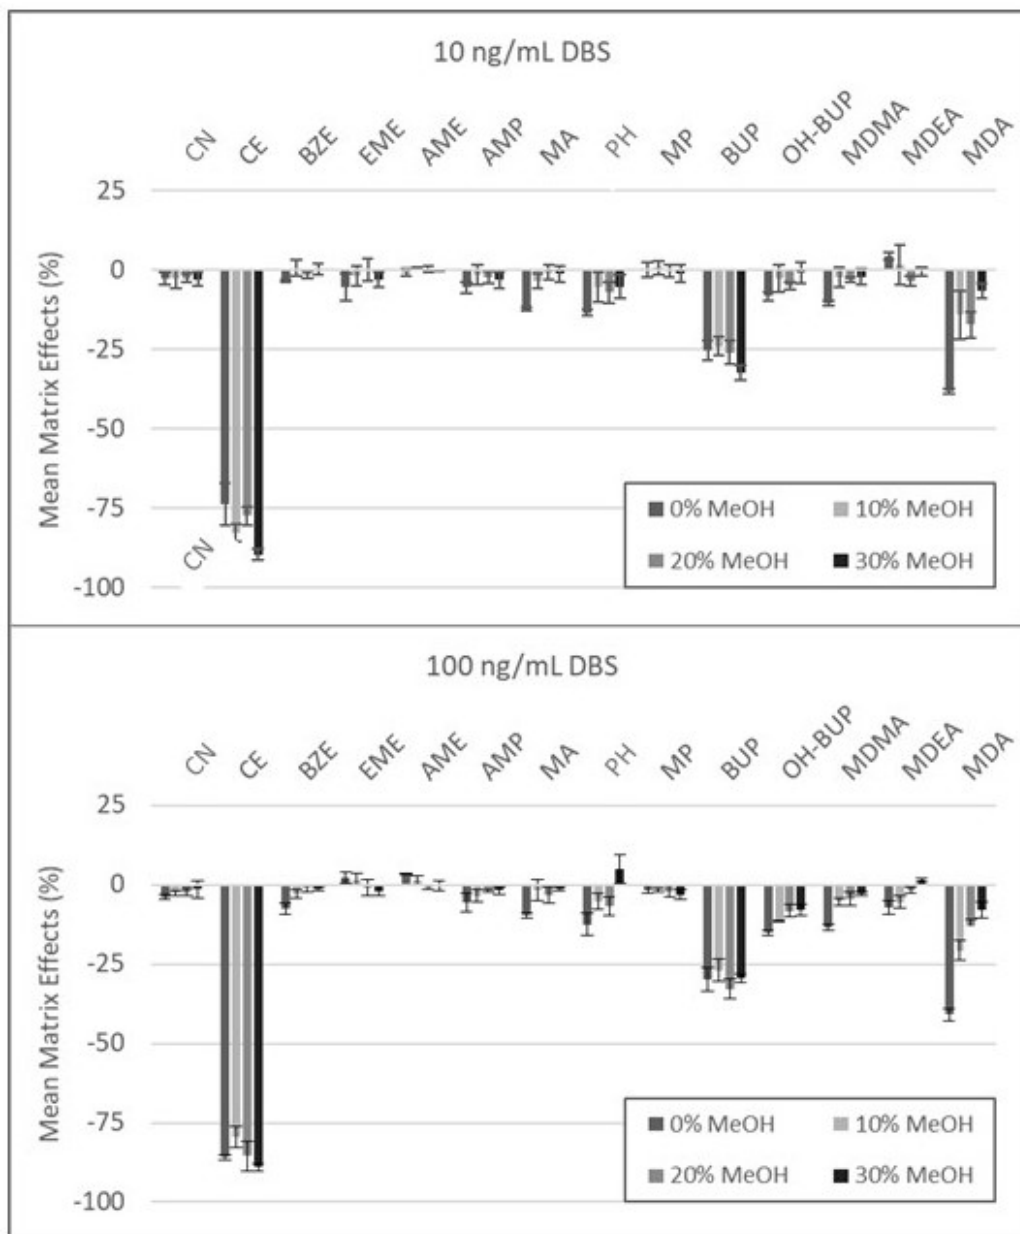 10 ng/mL DBS
CN CE BZE EME AME AMP MA PH MP BUP OH-BUP MDMA MDEA MDA
25
0
-25
-50
-75
-100
Mean Matrix Effects (%)
CN
0% MeOH 10% MeOH
20% MeOH 30% MeOH
100 ng/mL DBS
CN CE BZE EME AME AMP MA PH MP BUP OH-BUP MDMA MDEA MDA
25
0
-25
-50
-75
-100
Mean Matrix Effects (%)
0% MeOH 10% MeOH
20% MeOH 30% MeOH